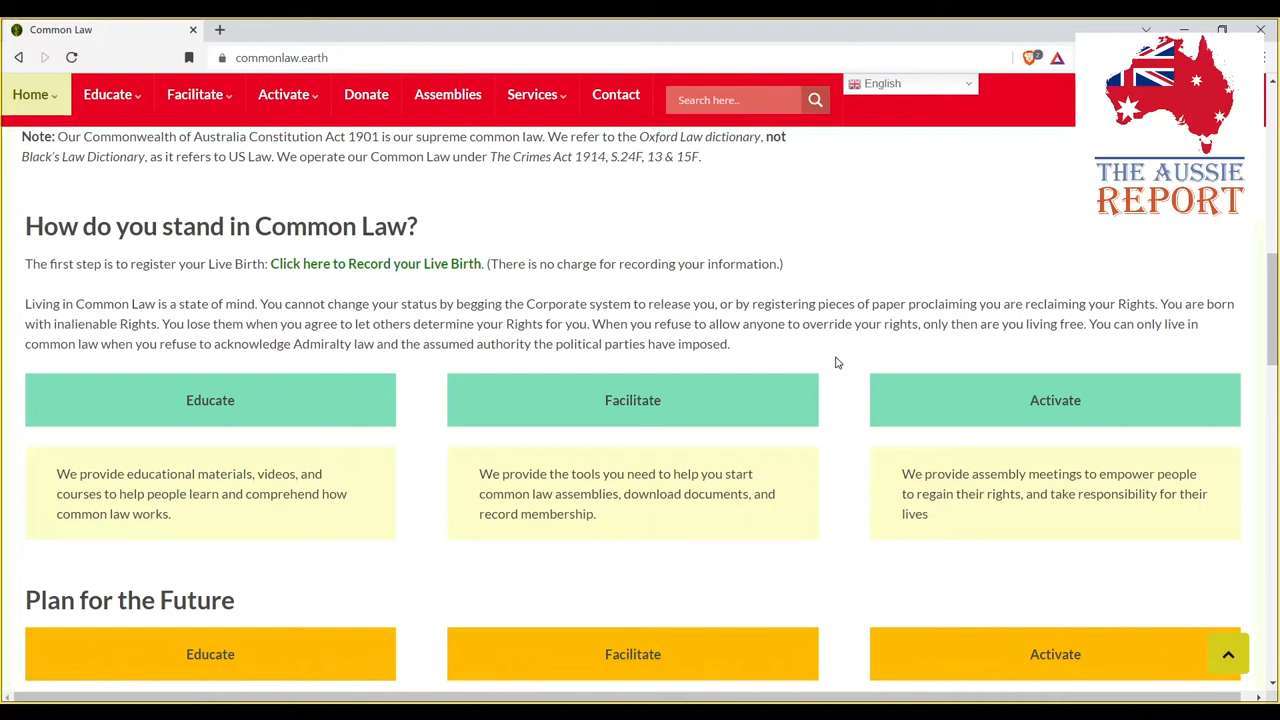 Common Law
commonlaw.earth
2
Home Educate Facilitate Activate Donate Assemblies Services Contact
Search here..
English
THE AUSSIE
REPORT
Note: Our Commonwealth of Australia Constitution Act 1901 is our supreme common law. We refer to the Oxford Law dictionary, not
Black's Law Dictionary, as it refers to US Law. We operate our Common Law under The Crimes Act 1914, S.24F, 13 & 15F.
How do you stand in Common Law?
The first step is to register your Live Birth: Click here to Record your Live Birth. (There is no charge for recording your information.)
Living in Common Law is a state of mind. You cannot change your status by begging the Corporate system to release you, or by registering pieces of paper proclaiming you are reclaiming your Rights. You are born
with inalienable Rights. You lose them when you agree to let others determine your Rights for you. When you refuse to allow anyone to override your rights, only then are you living free. You can only live in
common law when you refuse to acknowledge Admiralty law and the assumed authority the political parties have imposed.
Educate
We provide educational materials, videos, and
courses to help people learn and comprehend how
common law works.
Facilitate
We provide the tools you need to help you start
common law assemblies, download documents, and
record membership.
Activate
We provide assembly meetings to empower people
to regain their rights, and take responsibility for their
lives
Plan for the Future
Educate
Facilitate
Activate